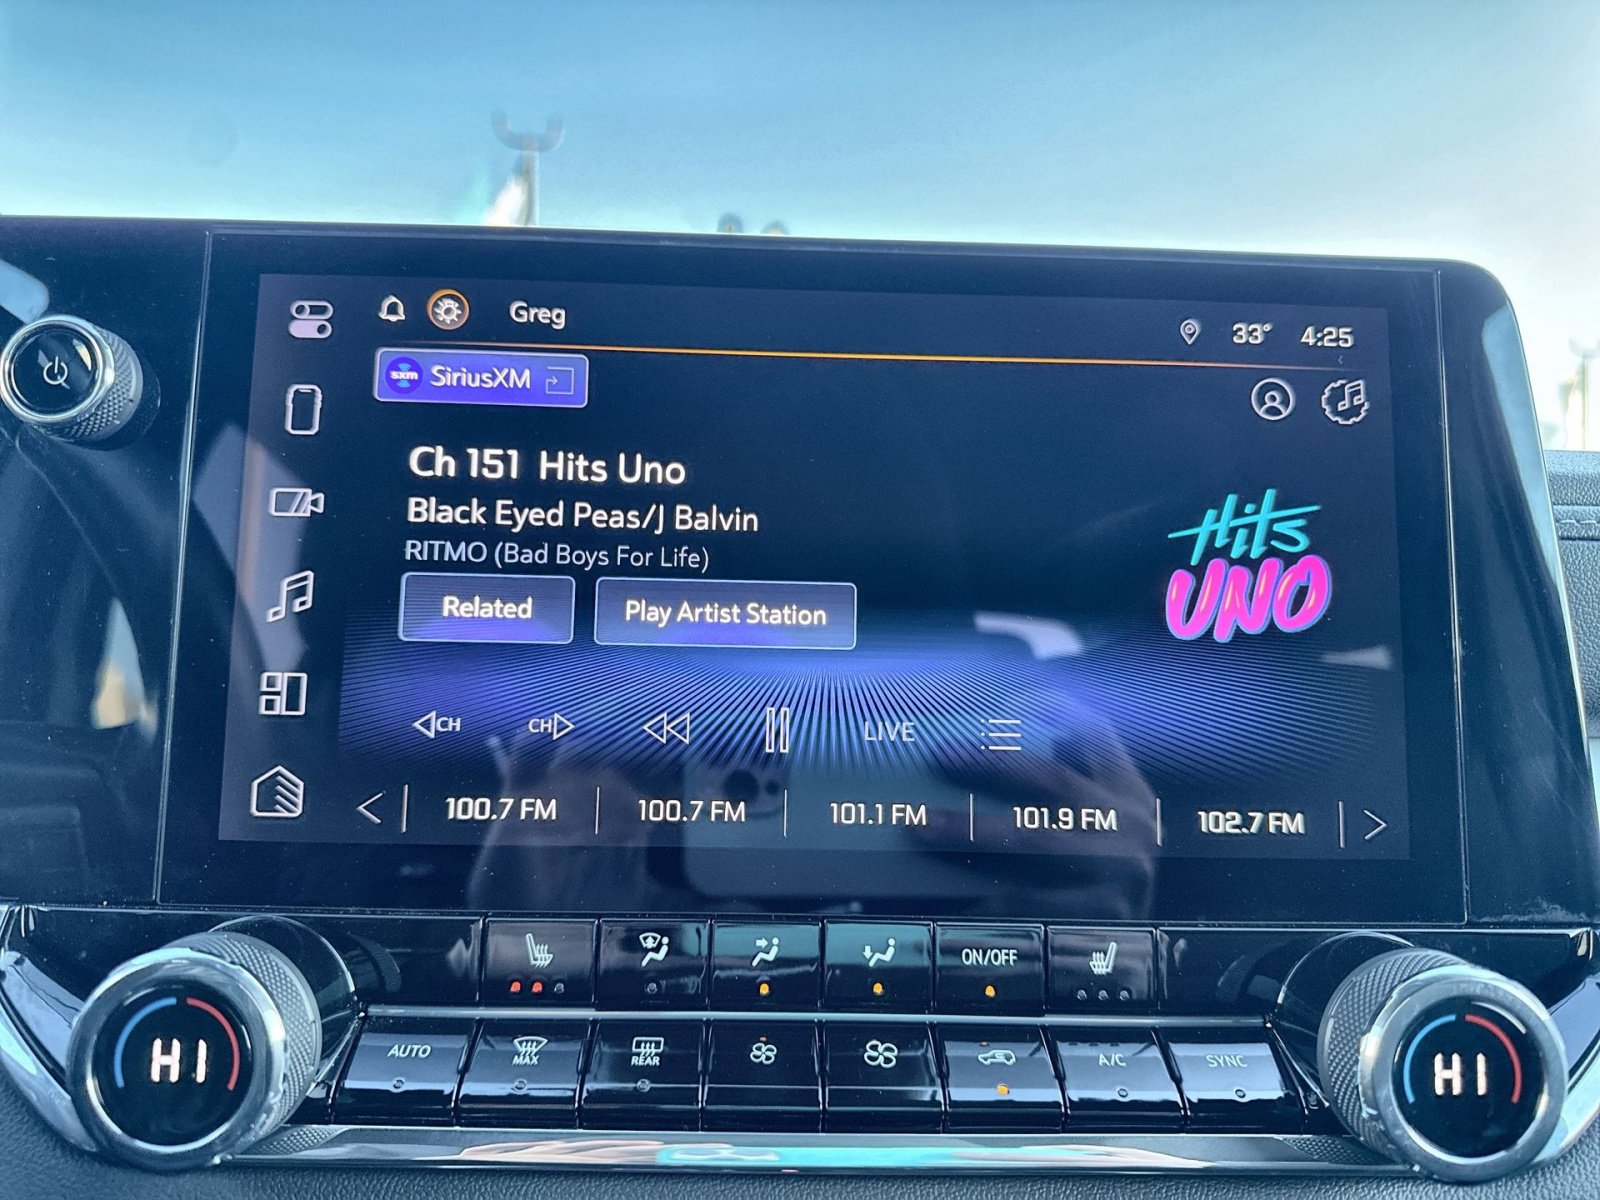 Greg
33° 4:25
sxm SiriusXM
Ch 151 Hits Uno
Black Eyed Peas/J Balvin
RITMO (Bad Boys For Life)
Hits
UNO
Related
Play Artist Station
CH CH LIVE
100.7 FM 100.7 FM 101.1 FM 101.9 FM 102.7 FM
ON/OFF
AUTO MAX REAR A/C SYNC
HI HI